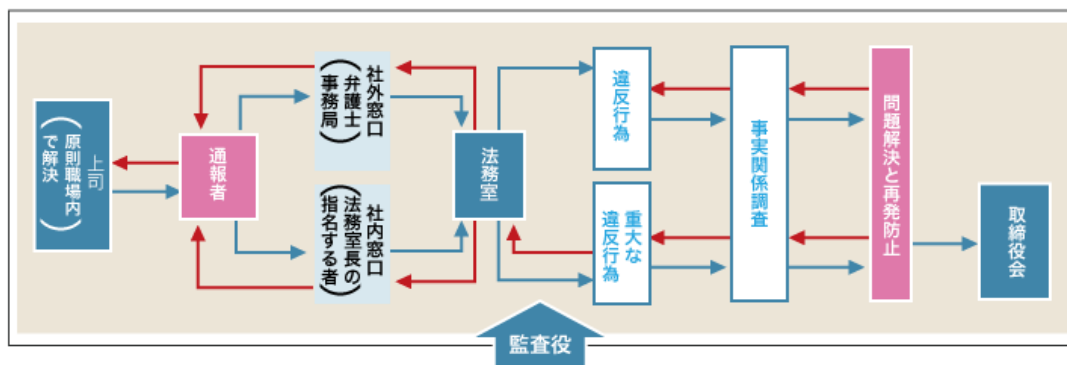 上司
（原則職場内
で解決）
通報者
社外窓口
（弁護士
事務局）
社内窓口
（法務室長の
指名する者）
法務室
違反行為
重大な
違反行為
事実関係調査
問題解決と再発防止
取締役会
監査役